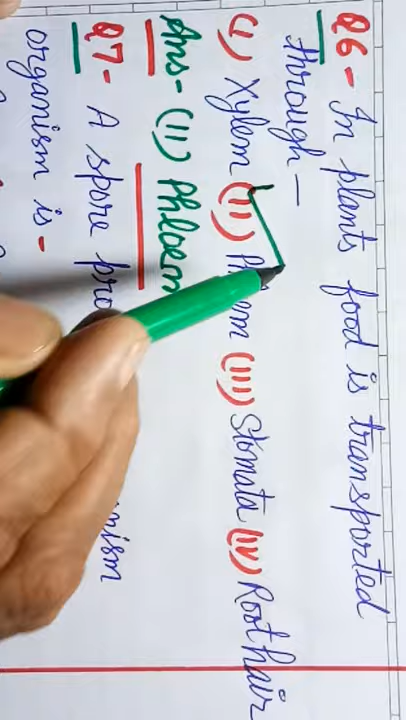 Q6- In plants food is transported
through-
(I) Xylem (II) Phloem (III) Stomata (IV) Root hair
Ans- (II) Phloem
Q7- A spore
organism is-